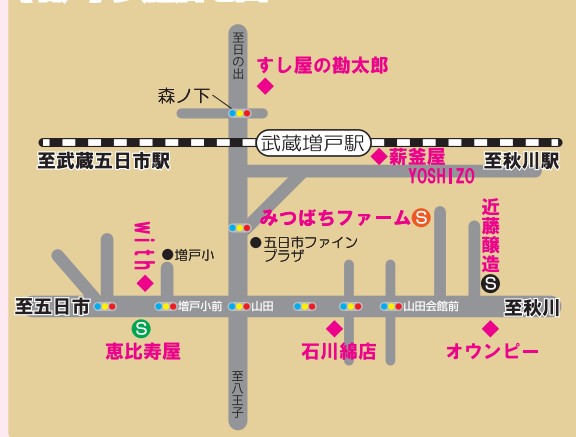 至日の出
すし屋の勘太郎
森ノ下
武蔵増戸駅
至武蔵五日市駅
薪釜屋
YOSHIZO
至秋川駅
みつばちファーム S
五日市ファイン
プラザ
近藤醸造
S
with
増戸小
至五日市
増戸小前
山田
山田会館前
至秋川
S
恵比寿屋
石川綿店
オウンピー
至八王子